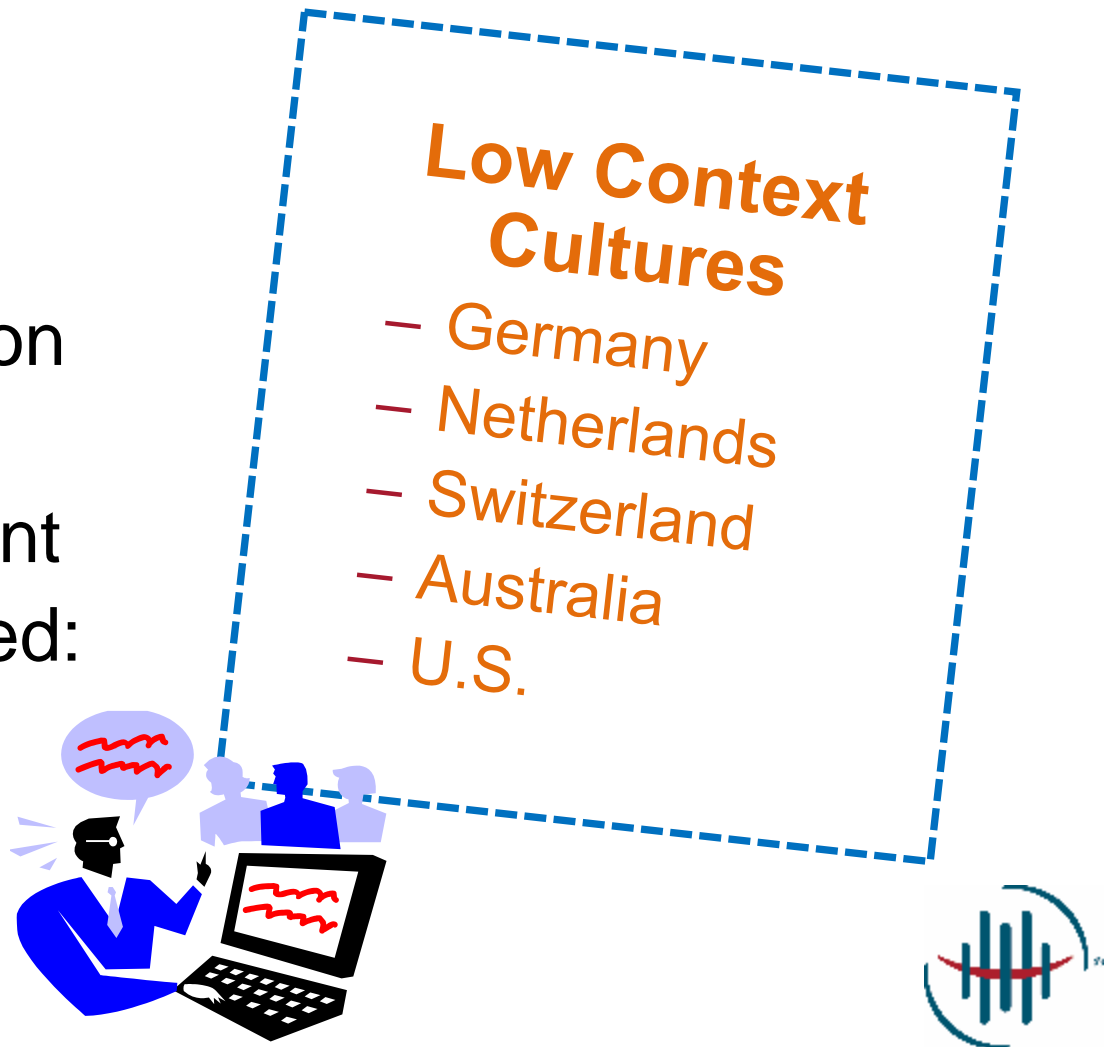 Low Context
Cultures
– Germany
– Netherlands
– Switzerland
– Australia
– U.S.
on
nt
ed: